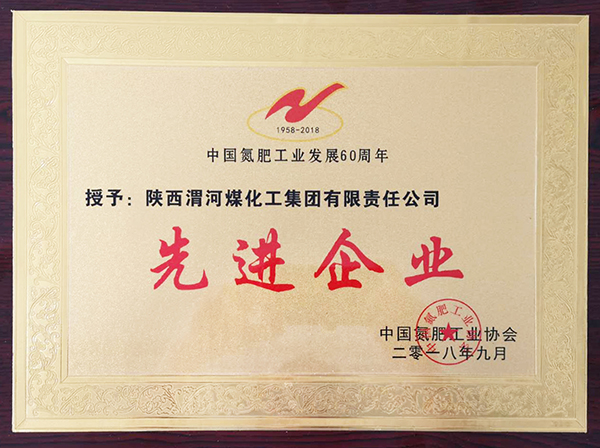 1958-2018
中国氮肥工业发展60周年
授予：陕西渭河煤化工集团有限责任公司
先进企业
中国氮肥工业协会
二零一八年九月